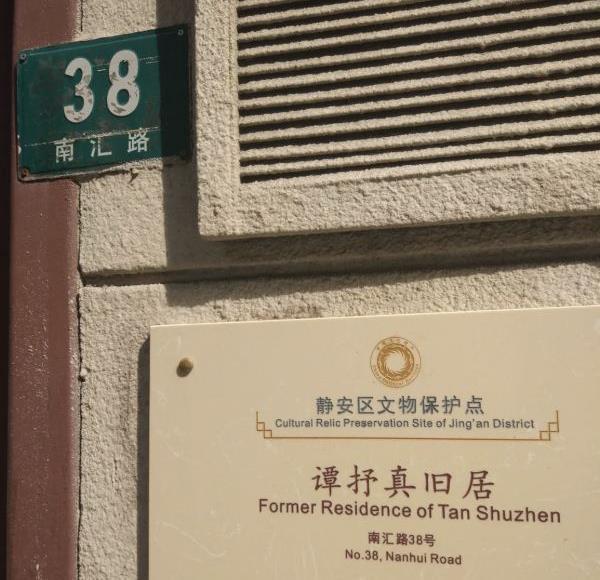 38
南汇路
静安区文物保护点
Cultural Relic Preservation Site of Jing'an District
谭抒真旧居
Former Residence of Tan Shuzhen
南汇路38号
No.38, Nanhui Road